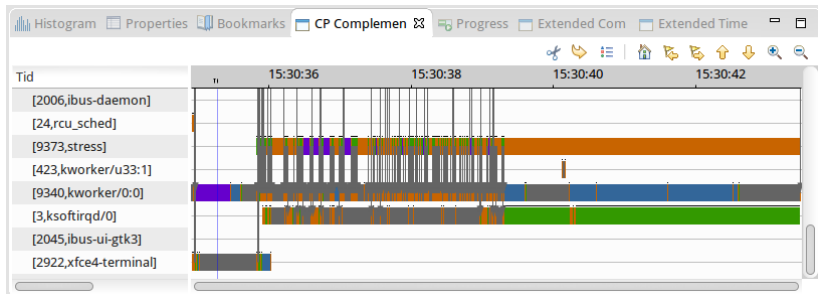 Histogram Properties Bookmarks CP Complemen Progress Extended Com Extended Time
Tid
15:30:36 15:30:38 15:30:40 15:30:42
[2006,ibus-daemon]
[24,rcu_sched]
[9373,stress]
[423,kworker/u33:1]
[9340,kworker/0:0]
[3,ksoftirqd/0]
[2045,ibus-ui-gtk3]
[2922,xfce4-terminal]